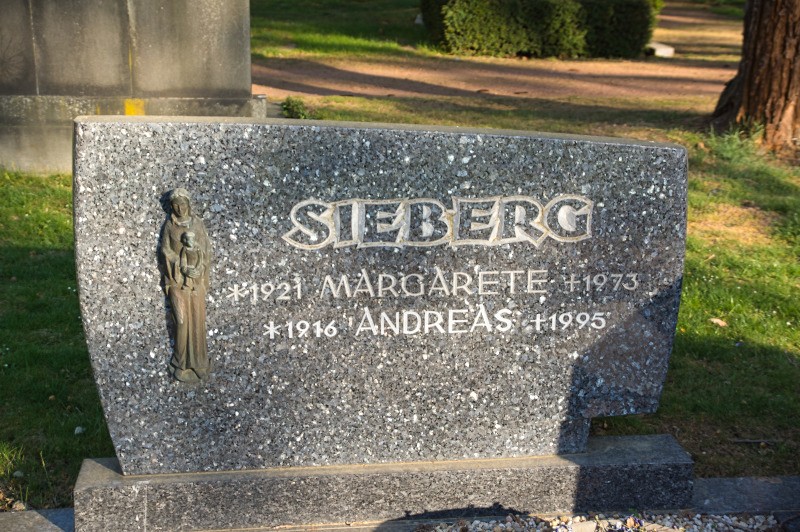 SIEBERG
*1921 MARGARETE †1973
*1916 ANDREAS †1995